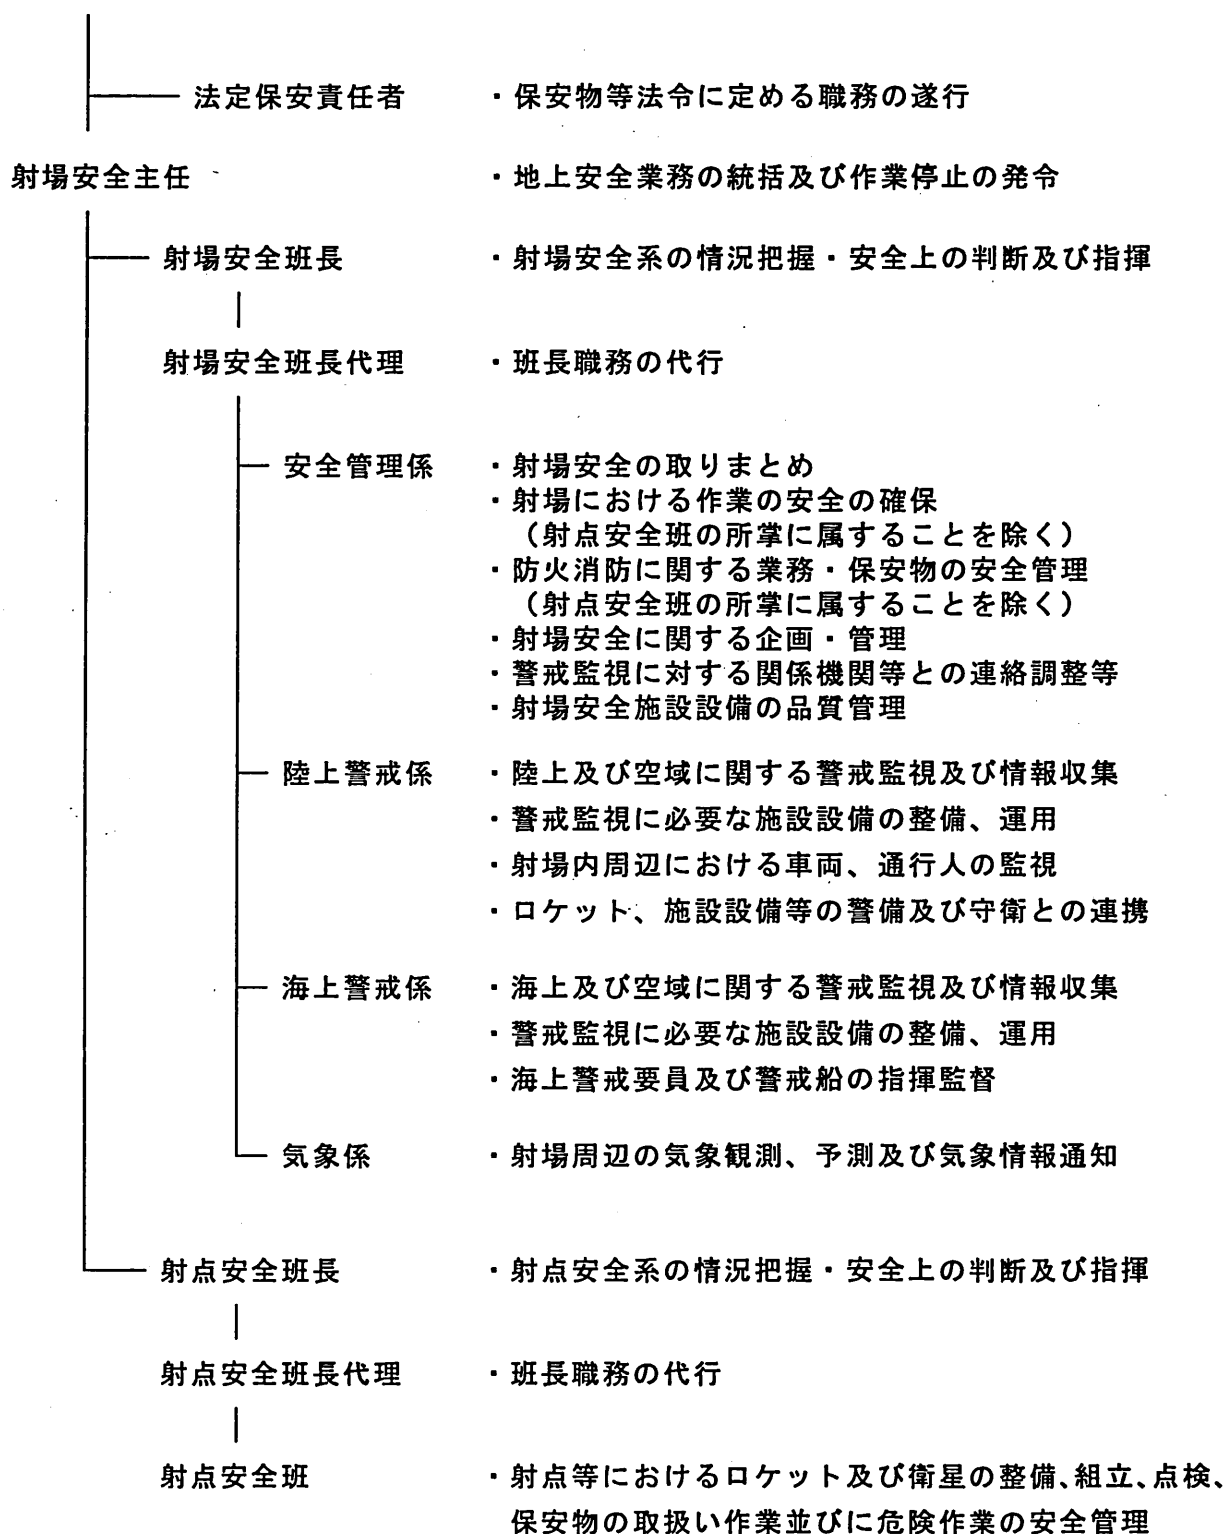 法定保安責任者 ・保安物等法令に定める職務の遂行
射場安全主任 ・地上安全業務の統括及び作業停止の発令
射場安全班長 ・射場安全系の情況把握・安全上の判断及び指揮
射場安全班長代理 ・班長職務の代行
安全管理係 ・射場安全の取りまとめ
・射場における作業の安全の確保
（射点安全班の所掌に属することを除く）
・防火消防に関する業務・保安物の安全管理
（射点安全班の所掌に属することを除く）
・射場安全に関する企画・管理
・警戒監視に対する関係機関等との連絡調整等
・射場安全施設設備の品質管理
陸上警戒係 ・陸上及び空域に関する警戒監視及び情報収集
・警戒監視に必要な施設設備の整備、運用
・射場内周辺における車両、通行人の監視
・ロケット、施設設備等の警備及び守衛との連携
海上警戒係 ・海上及び空域に関する警戒監視及び情報収集
・警戒監視に必要な施設設備の整備、運用
・海上警戒要員及び警戒船の指揮監督
気象係 ・射場周辺の気象観測、予測及び気象情報通知
射点安全班長 ・射点安全系の情況把握・安全上の判断及び指揮
射点安全班長代理 ・班長職務の代行
射点安全班 ・射点等におけるロケット及び衛星の整備、組立、点検、
保安物の取扱い作業並びに危険作業の安全管理